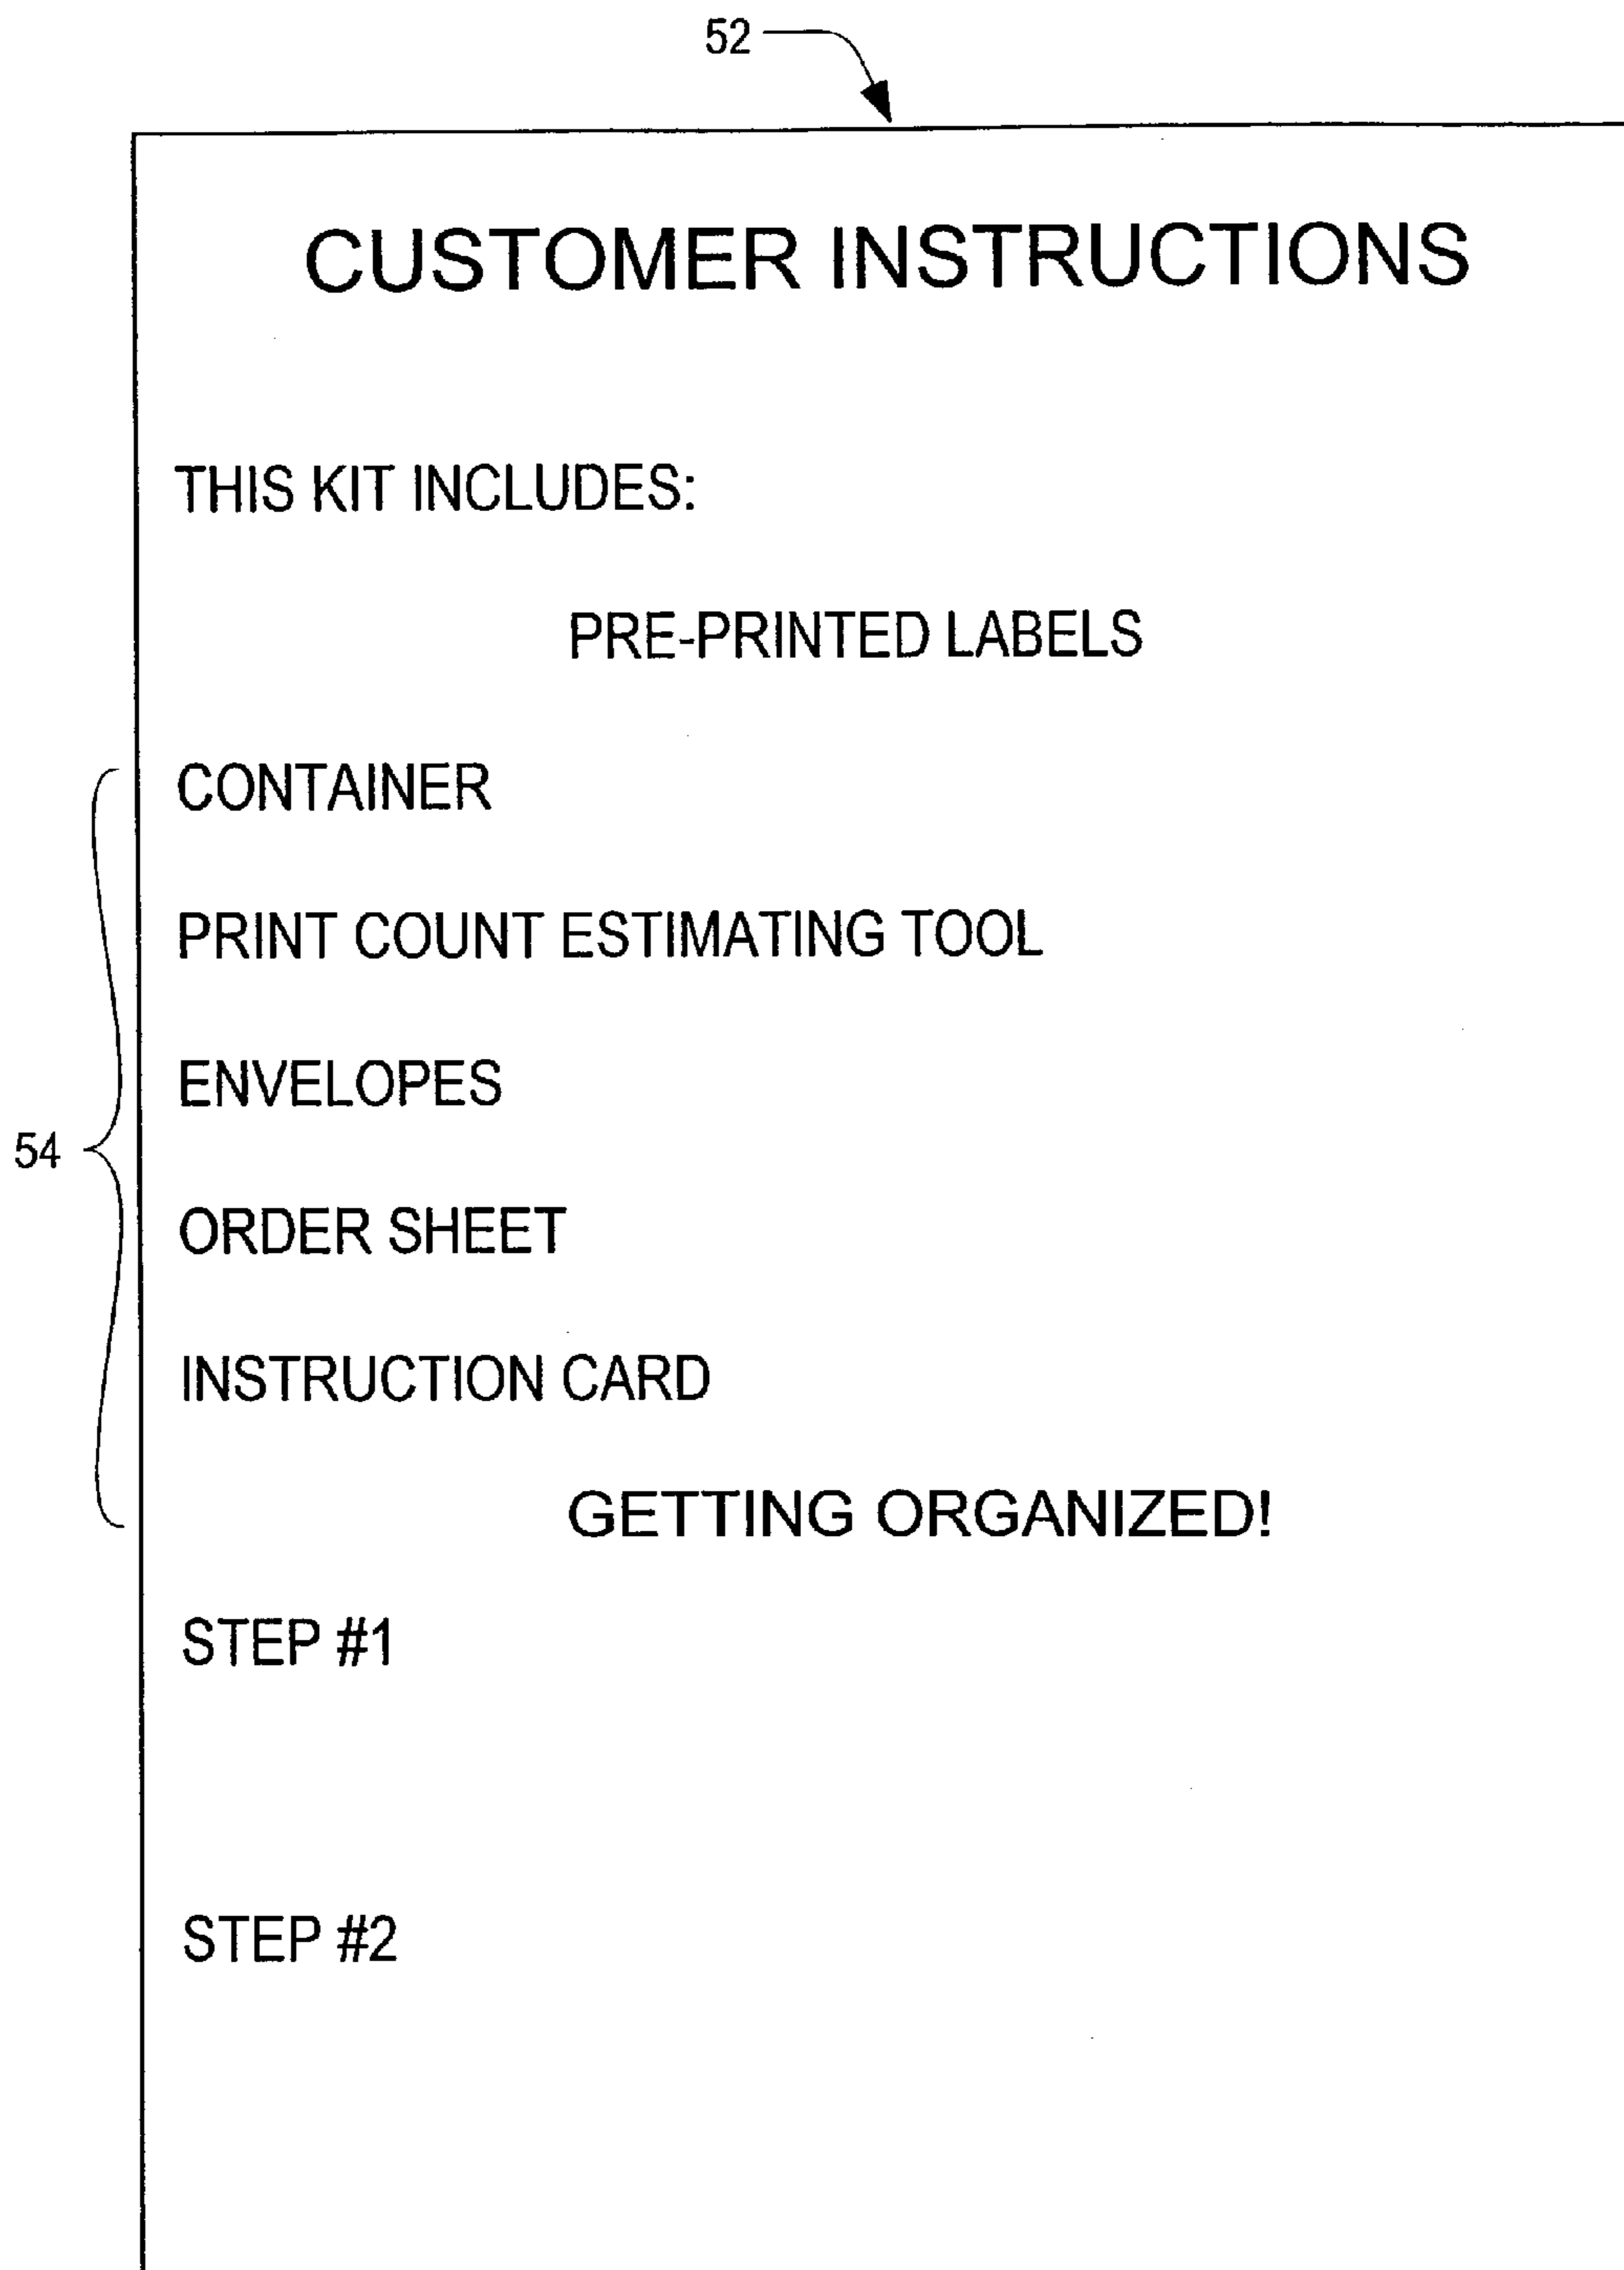 52
CUSTOMER INSTRUCTIONS
THIS KIT INCLUDES:
PRE-PRINTED LABELS
CONTAINER
PRINT COUNT ESTIMATING TOOL
ENVELOPES
54
ORDER SHEET
INSTRUCTION CARD
GETTING ORGANIZED!
STEP #1
STEP #2